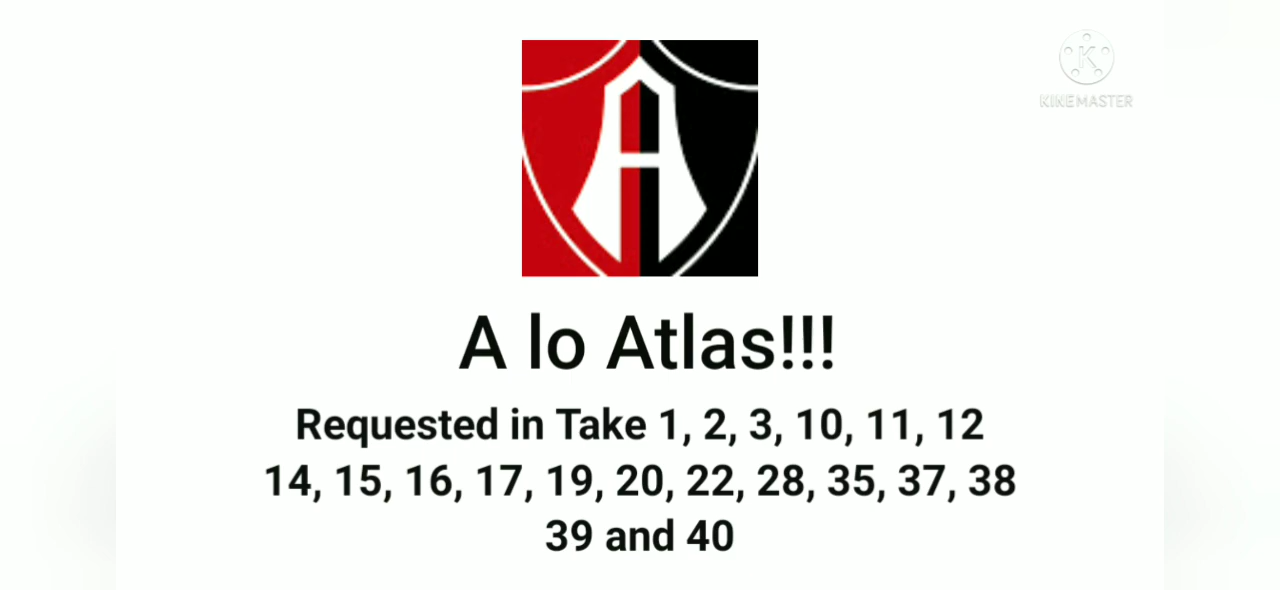 K
KINEMASTER
A
A lo Atlas!!!
Requested in Take 1, 2, 3, 10, 11, 12
14, 15, 16, 17, 19, 20, 22, 28, 35, 37, 38
39 and 40